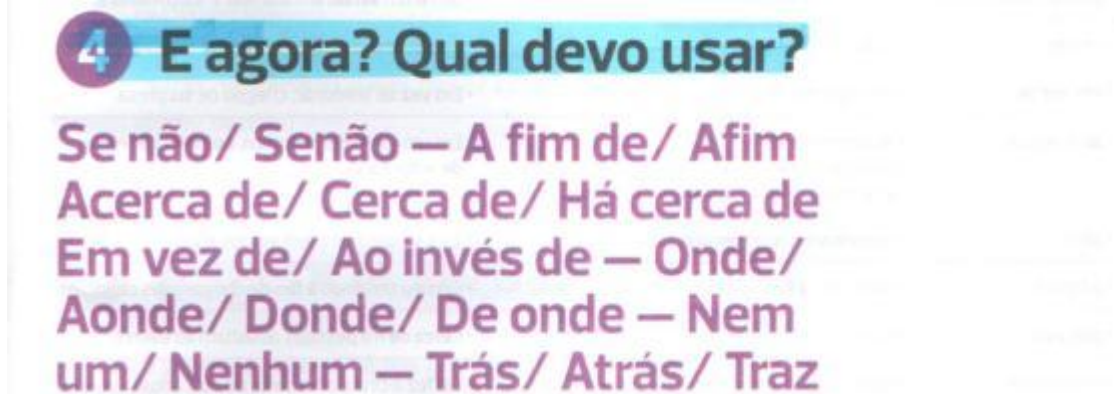 4 E agora? Qual devo usar?
Se não/ Senão — A fim de/ Afim
Acerca de/ Cerca de/ Há cerca de
Em vez de/ Ao invés de — Onde/
Aonde/ Donde/ De onde — Nem
um/ Nenhum — Trás/ Atrás/ Traz